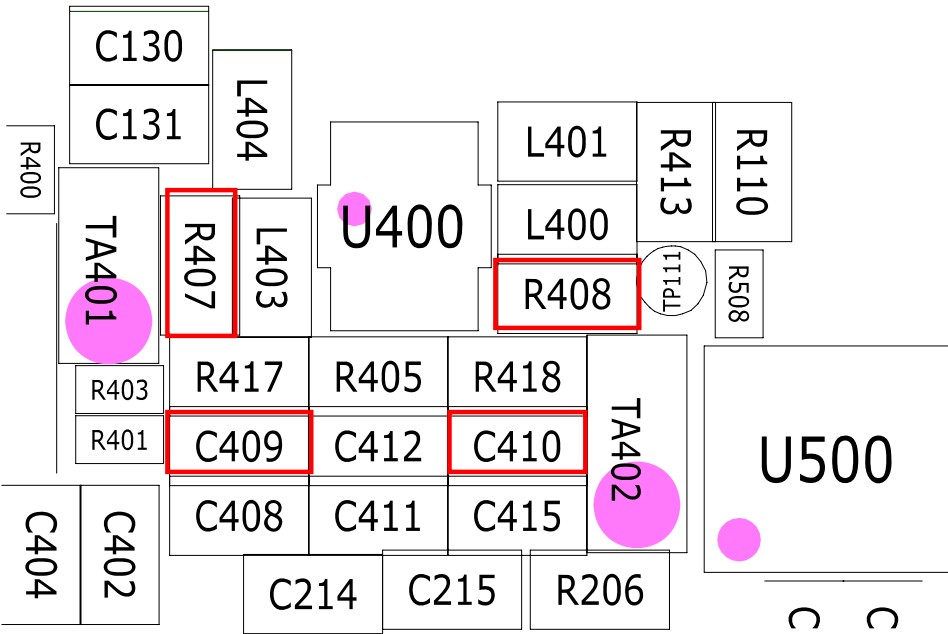 C130
C131
L404
R400
L401
R413
R110
TA401
R407
L403
U400
L400
R408
TP111
R508
R403
R417
R405
R418
R401
C409
C412
C410
TA402
U500
C404
C402
C408
C411
C415
C214
C215
R206
C
C